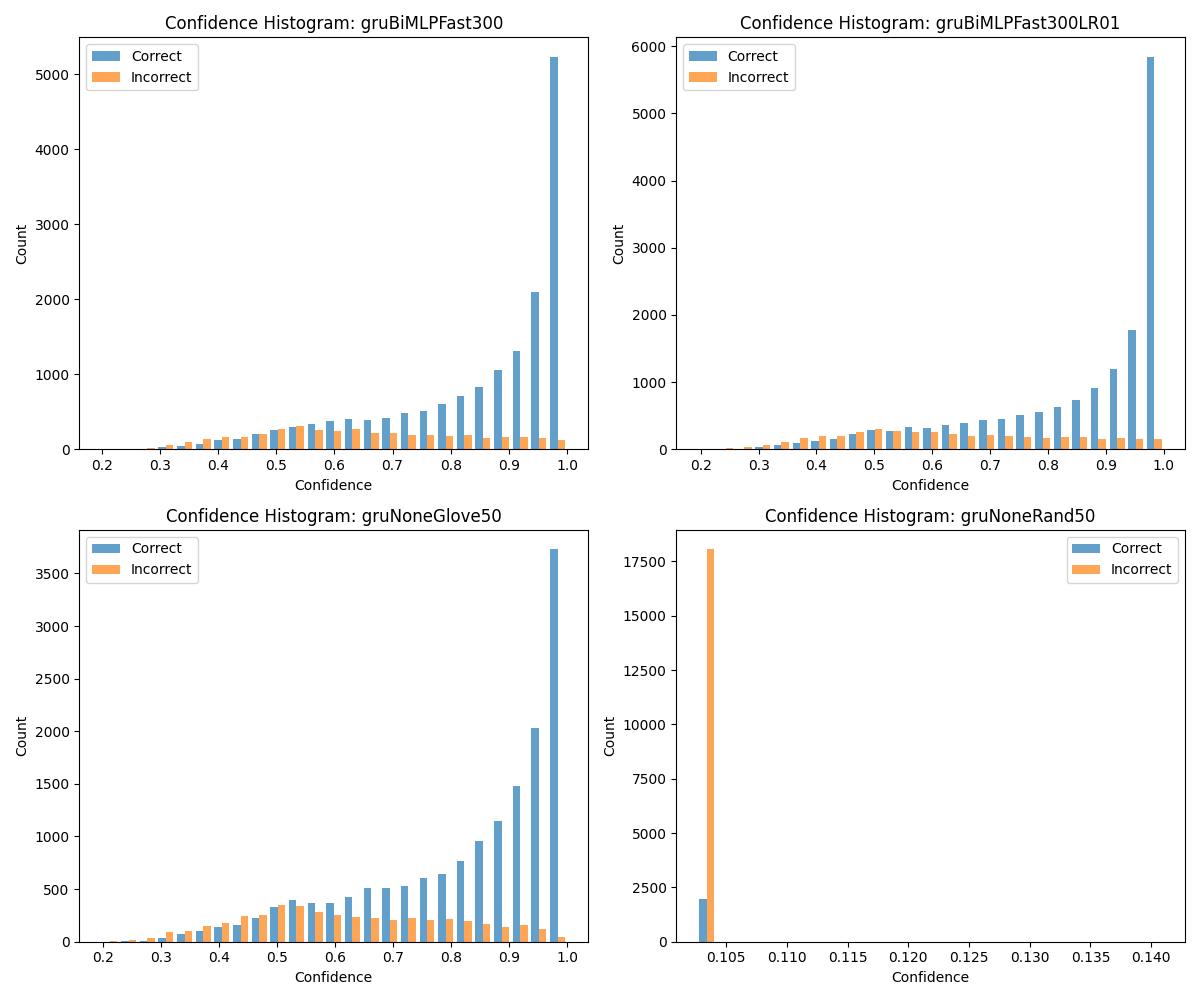 Confidence Histogram: gruBiMLPFast300
Correct
Incorrect
Count
5000
4000
3000
2000
1000
0
0.2 0.3 0.4 0.5 0.6 0.7 0.8 0.9 1.0
Confidence
Confidence Histogram: gruBiMLPFast300LR01
Correct
Incorrect
Count
6000
5000
4000
3000
2000
1000
0
0.2 0.3 0.4 0.5 0.6 0.7 0.8 0.9 1.0
Confidence
Confidence Histogram: gruNoneGlove50
Correct
Incorrect
Count
3500
3000
2500
2000
1500
1000
500
0
0.2 0.3 0.4 0.5 0.6 0.7 0.8 0.9 1.0
Confidence
Confidence Histogram: gruNoneRand50
Correct
Incorrect
Count
17500
15000
12500
10000
7500
5000
2500
0
0.105 0.110 0.115 0.120 0.125 0.130 0.135 0.140
Confidence